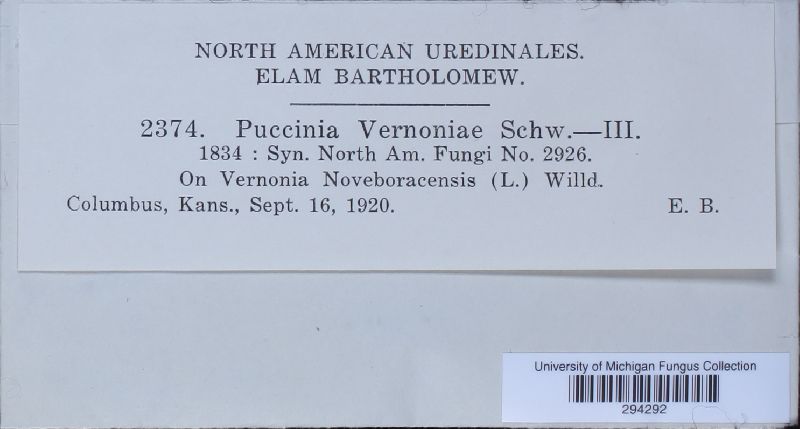 NORTH AMERICAN UREDINALES.
ELAM BARTHOLOMEW.
2374. Puccinia Vernoniae Schw.—III.
1834 : Syn. North Am. Fungi No. 2926.
On Vernonia Noveboracensis (L.) Willd.
Columbus, Kans., Sept. 16, 1920. E. B.
University of Michigan Fungus Collection
294292